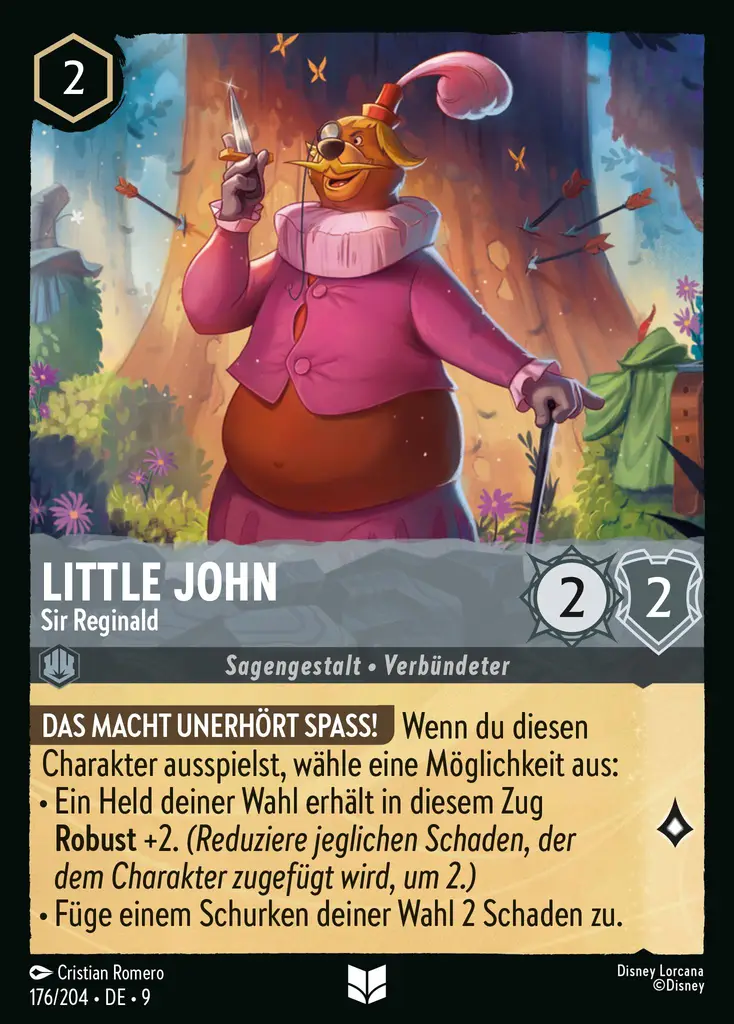 2
LITTLE JOHN
Sir Reginald
2
2
Sagengestalt • Verbündeter
DAS MACHT UNERHÖRT SPASS! Wenn du diesen
Charakter ausspielst, wähle eine Möglichkeit aus:
• Ein Held deiner Wahl erhält in diesem Zug
Robust +2. (Reduziere jeglichen Schaden, der
dem Charakter zugefügt wird, um 2.)
• Füge einem Schurken deiner Wahl 2 Schaden zu.
Cristian Romero
176/204 • DE • 9
Disney Lorcana
©Disney